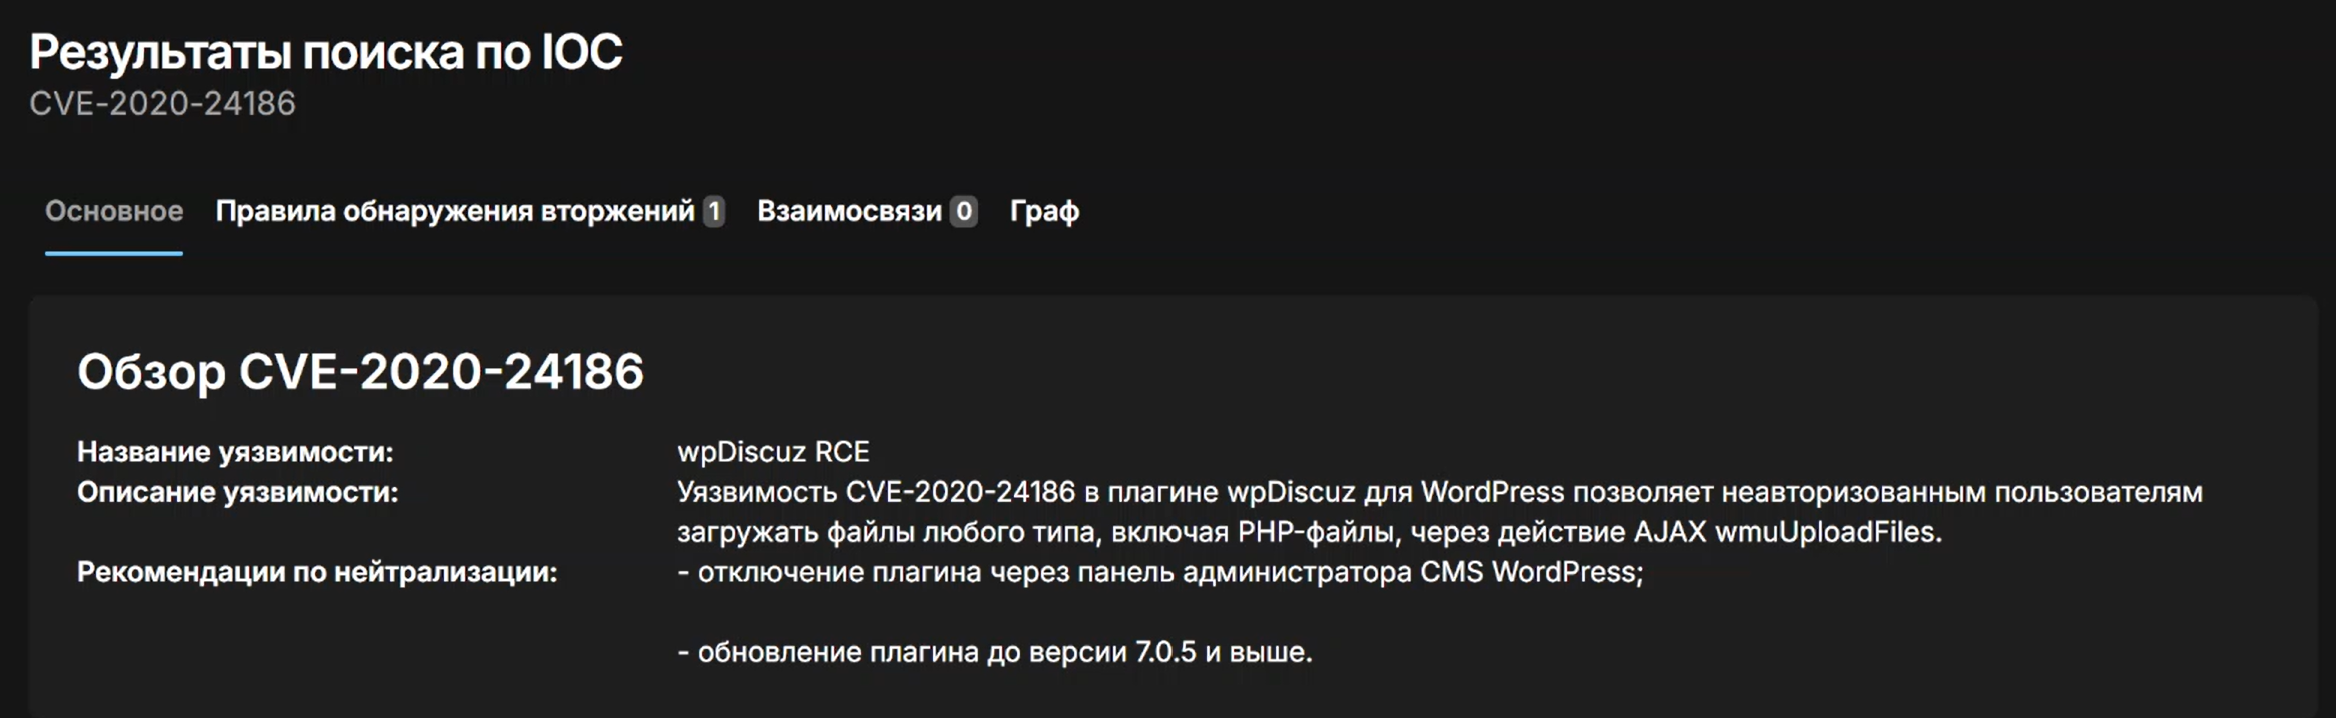 Результаты поиска по IOC
CVE-2020-24186
Основное Правила обнаружения вторжений 1 Взаимосвязи 0 Граф
Обзор CVE-2020-24186
Название уязвимости: wpDiscuz RCE
Описание уязвимости: Уязвимость CVE-2020-24186 в плагине wpDiscuz для WordPress позволяет неавторизованным пользователям
загружать файлы любого типа, включая PHP-файлы, через действие AJAX wmuUploadFiles.
Рекомендации по нейтрализации: - отключение плагина через панель администратора CMS WordPress;
- обновление плагина до версии 7.0.5 и выше.